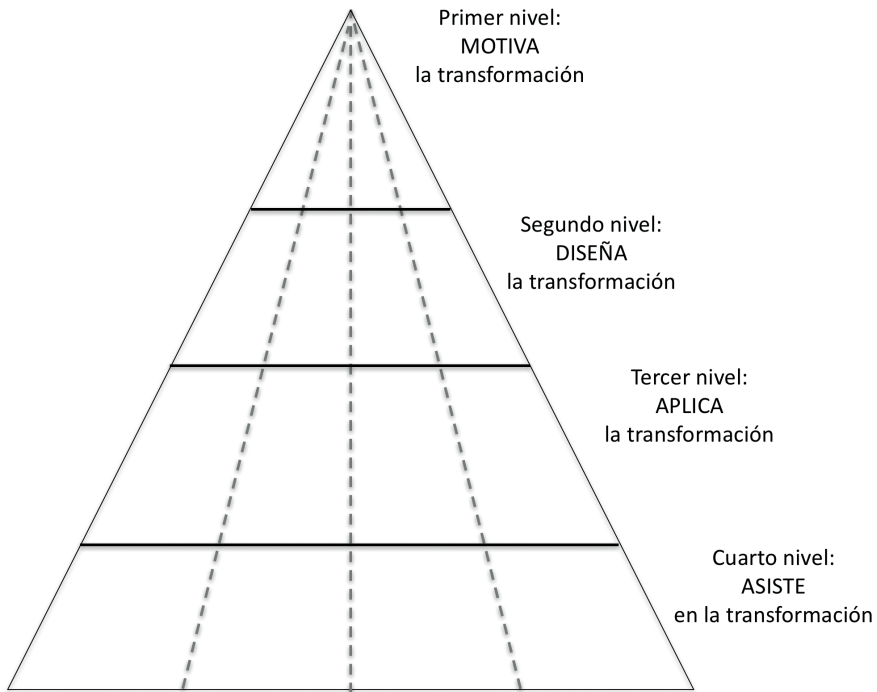 Primer nivel:
MOTIVA
la transformación
Segundo nivel:
DISEÑA
la transformación
Tercer nivel:
APLICA
la transformación
Cuarto nivel:
ASISTE
en la transformación